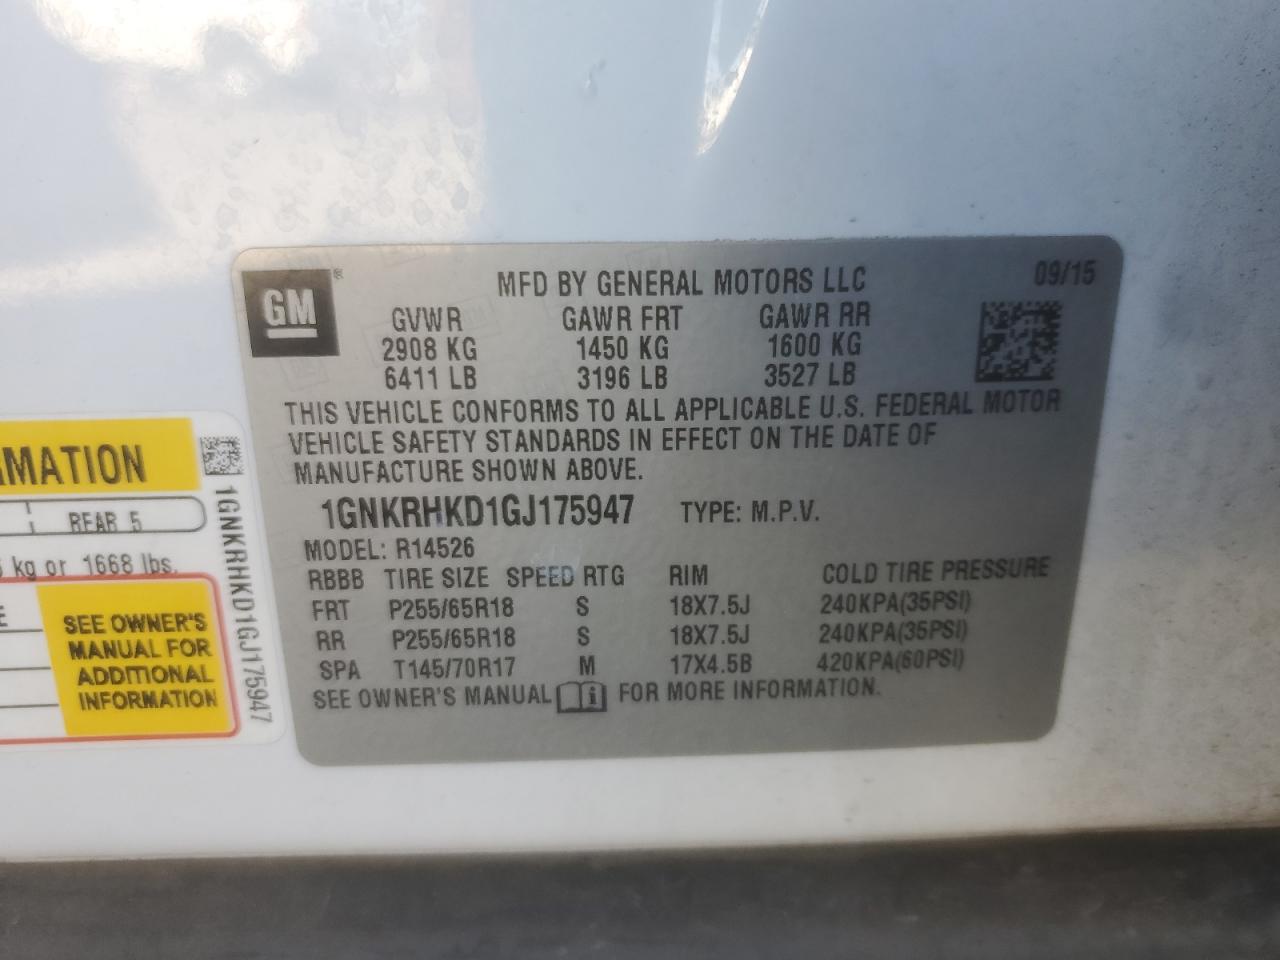 GM ®
MFD BY GENERAL MOTORS LLC 09/15
GVWR GAWR FRT GAWR RR
2908 KG 1450 KG 1600 KG
6411 LB 3196 LB 3527 LB
THIS VEHICLE CONFORMS TO ALL APPLICABLE U.S. FEDERAL MOTOR
VEHICLE SAFETY STANDARDS IN EFFECT ON THE DATE OF
MANUFACTURE SHOWN ABOVE.
1GNKRHKD1GJ175947 TYPE: M.P.V.
MODEL: R14526
RBBB TIRE SIZE SPEED RTG RIM COLD TIRE PRESSURE
FRT P255/65R18 S 18X7.5J 240KPA(35PSI)
RR P255/65R18 S 18X7.5J 240KPA(35PSI)
SPA T145/70R17 M 17X4.5B 420KPA(60PSI)
SEE OWNER'S MANUAL i FOR MORE INFORMATION.
MATION
REAR 5
kg or 1668 lbs.
E
SEE OWNER'S
MANUAL FOR
ADDITIONAL
INFORMATION
1GNKRHKD1GJ175947